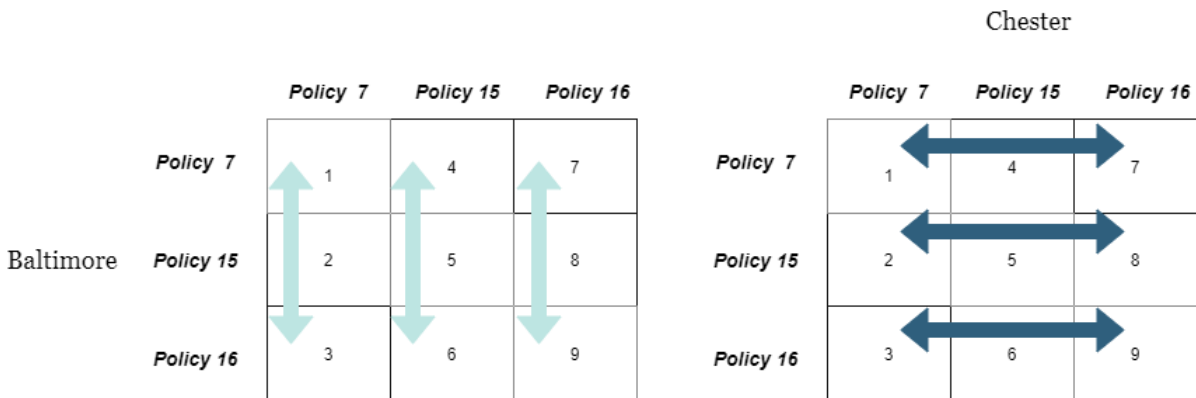 Chester
Policy 7 Policy 15 Policy 16 Policy 7 Policy 15 Policy 16
Policy 7 1 4 7 Policy 7 1 4 7
Baltimore Policy 15 2 5 8 Policy 15 2 5 8
Policy 16 3 6 9 Policy 16 3 6 9